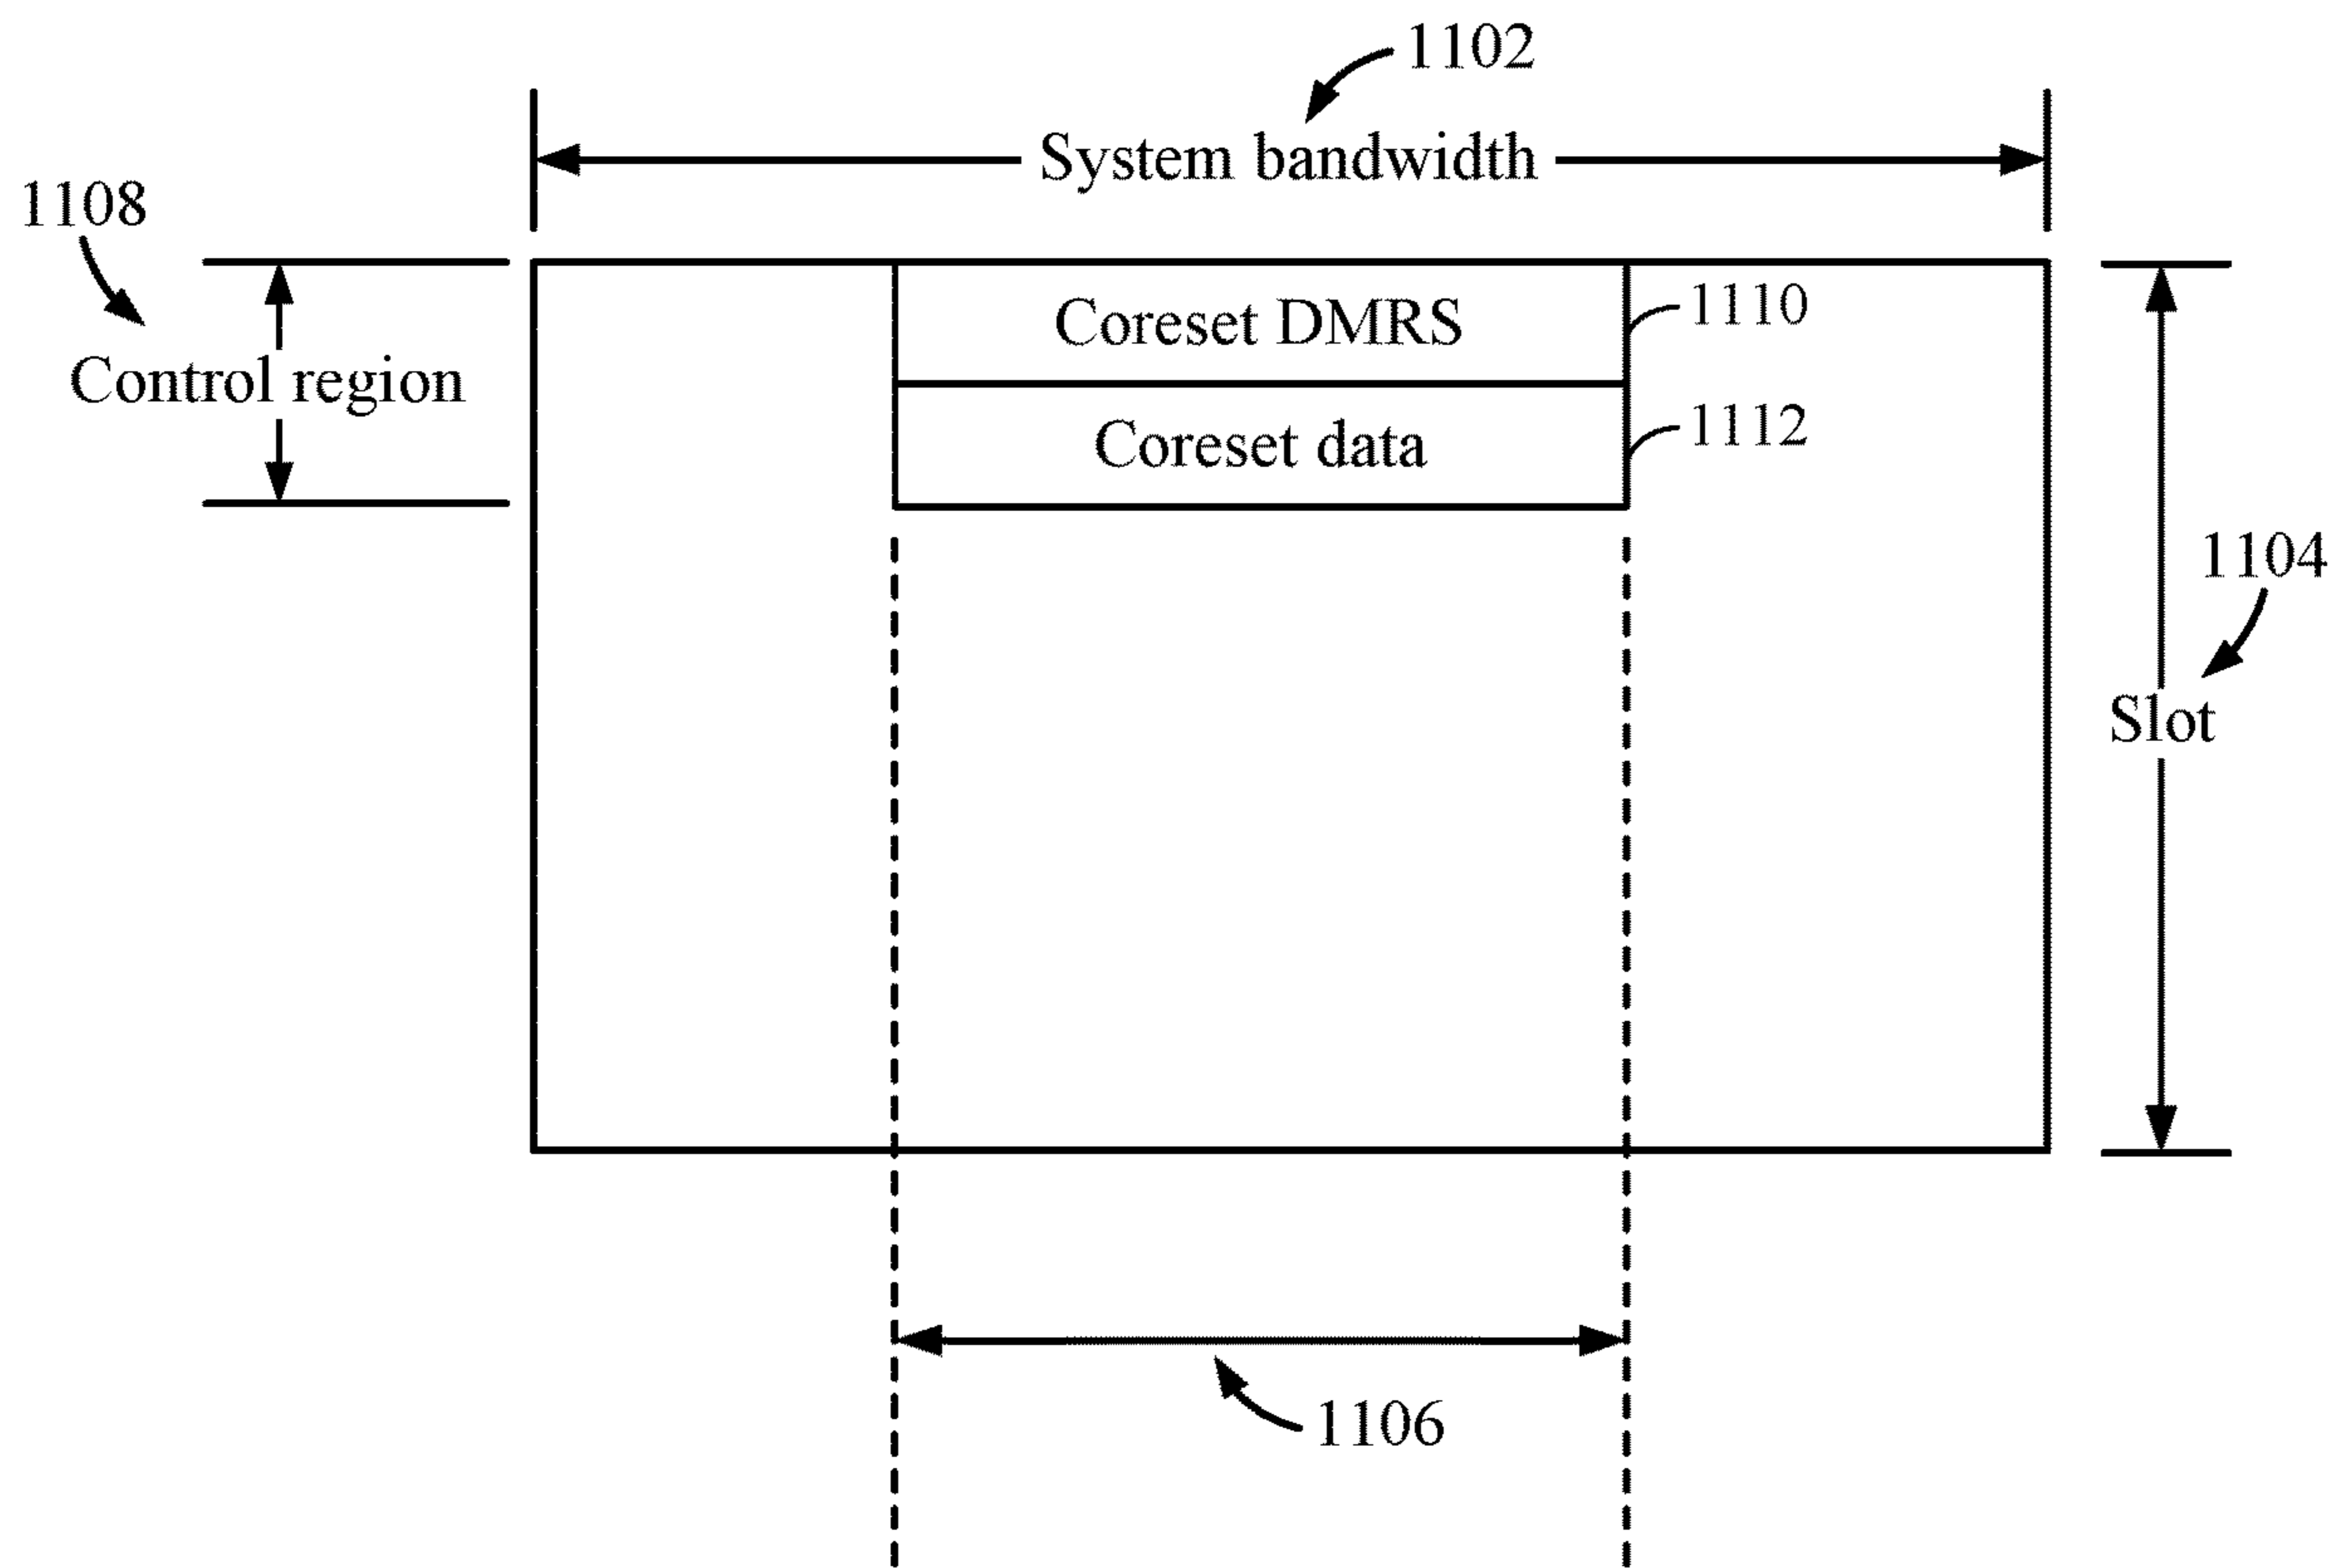 1102
System bandwidth
1108
Coreset DMRS
1110
Control region
Coreset data
1112
1104
Slot
1106